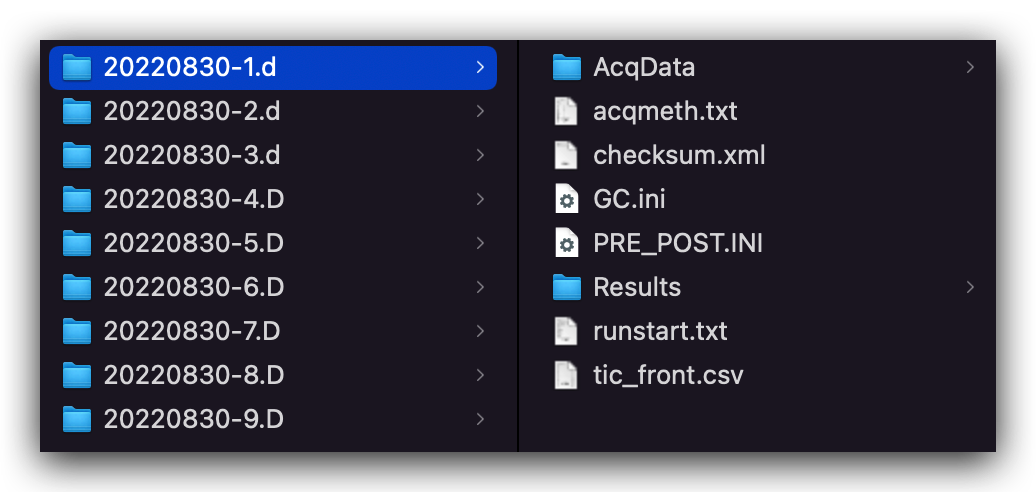 20220830-1.d
20220830-2.d
20220830-3.d
20220830-4.D
20220830-5.D
20220830-6.D
20220830-7.D
20220830-8.D
20220830-9.D
AcqData
acqmeth.txt
checksum.xml
GC.ini
PRE_POST.INI
Results
runstart.txt
tic_front.csv